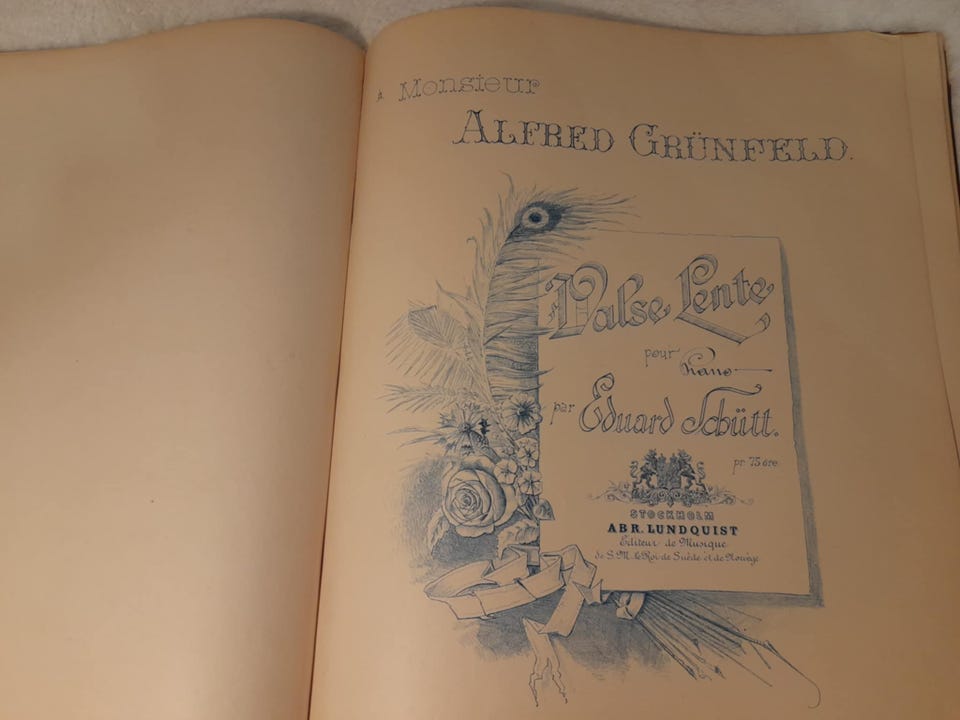 A Monsieur
ALFRED GRÜNFELD.
Valse Lente
pour Piano
par Eduard Schütt.
pr. 75 öre
STOCKHOLM
ABR. LUNDQUIST
Editeur de Musique
de S. M. le Roi de Suède et de Norvège